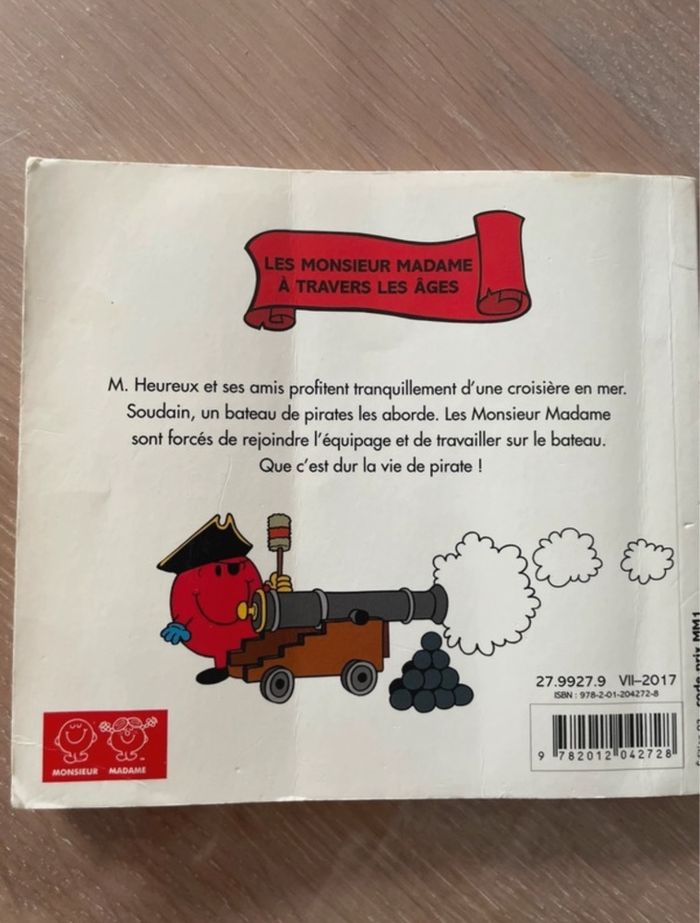 LES MONSIEUR MADAME
À TRAVERS LES ÂGES
M. Heureux et ses amis profitent tranquillement d'une croisière en mer.
Soudain, un bateau de pirates les aborde. Les Monsieur Madame
sont forcés de rejoindre l'équipage et de travailler sur le bateau.
Que c'est dur la vie de pirate !
27.9927.9 VII–2017
ISBN : 978-2-01-204272-8
9 782012 042728
code prix MM1
MONSIEUR MADAME